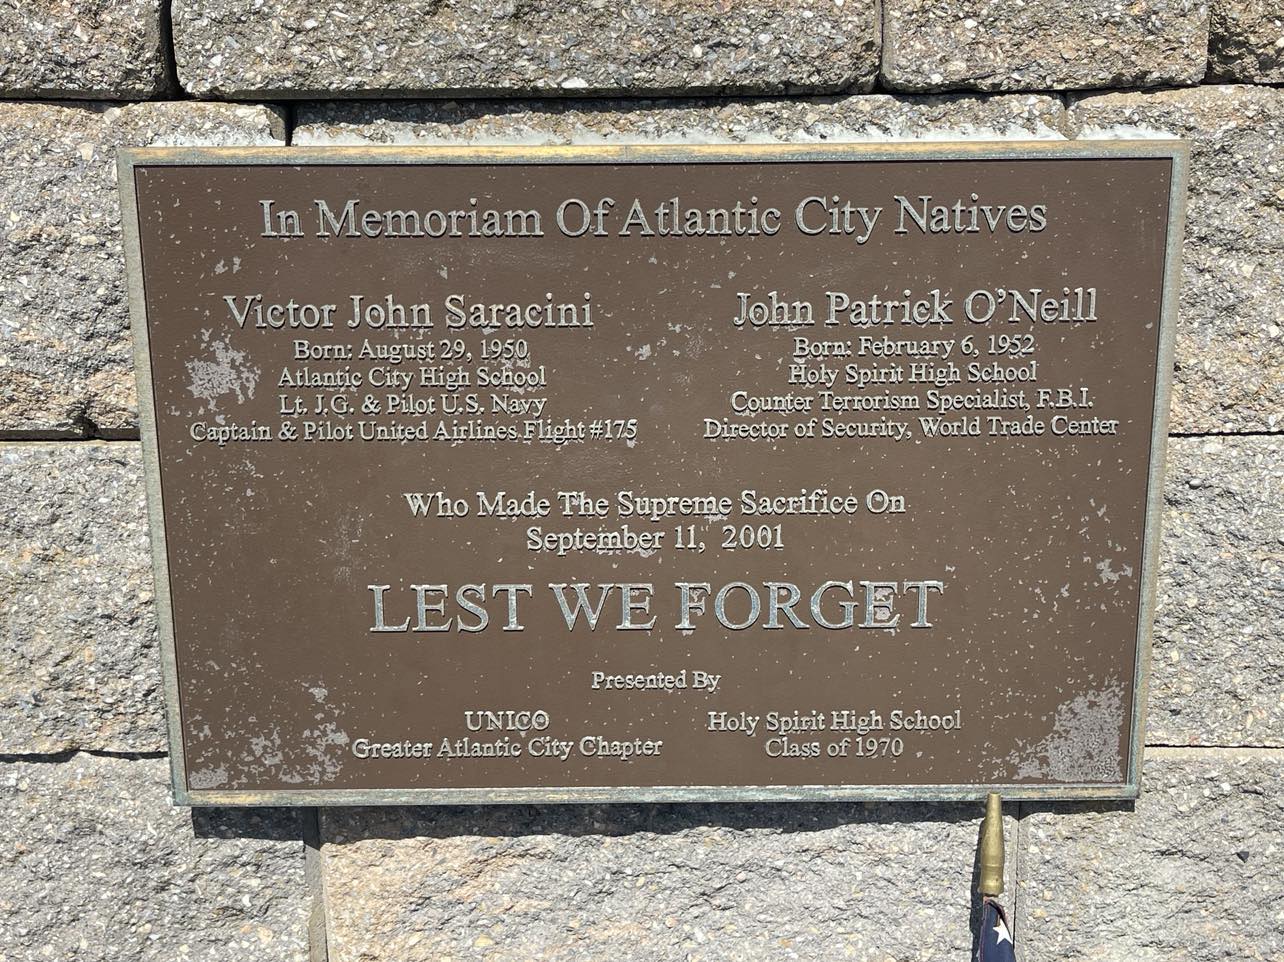 In Memoriam Of Atlantic City Natives
Victor John Saracini
Born: August 29, 1950
Atlantic City High School
Lt. J.G. & Pilot U.S. Navy
Captain & Pilot United Airlines Flight #175
John Patrick O'Neill
Born: February 6, 1952
Holy Spirit High School
Counter Terrorism Specialist, F.B.I.
Director of Security, World Trade Center
Who Made The Supreme Sacrifice On
September 11, 2001
LEST WE FORGET
Presented By
UNICO
Greater Atlantic City Chapter
Holy Spirit High School
Class of 1970